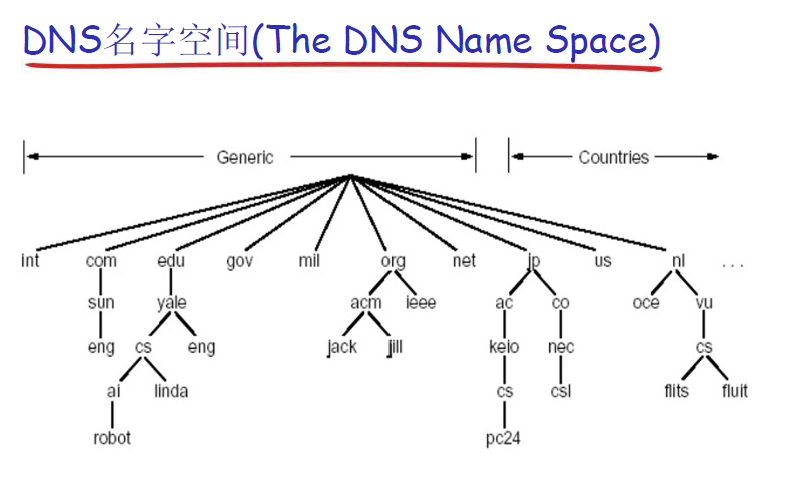 DNS名字空间(The DNS Name Space)
Generic Countries
int com edu gov mil org net jp us nl ...
sun yale acm ieee ac co oce vu
eng cs eng jack jill keio nec cs
ai linda cs csl flits fluit
robot pc24